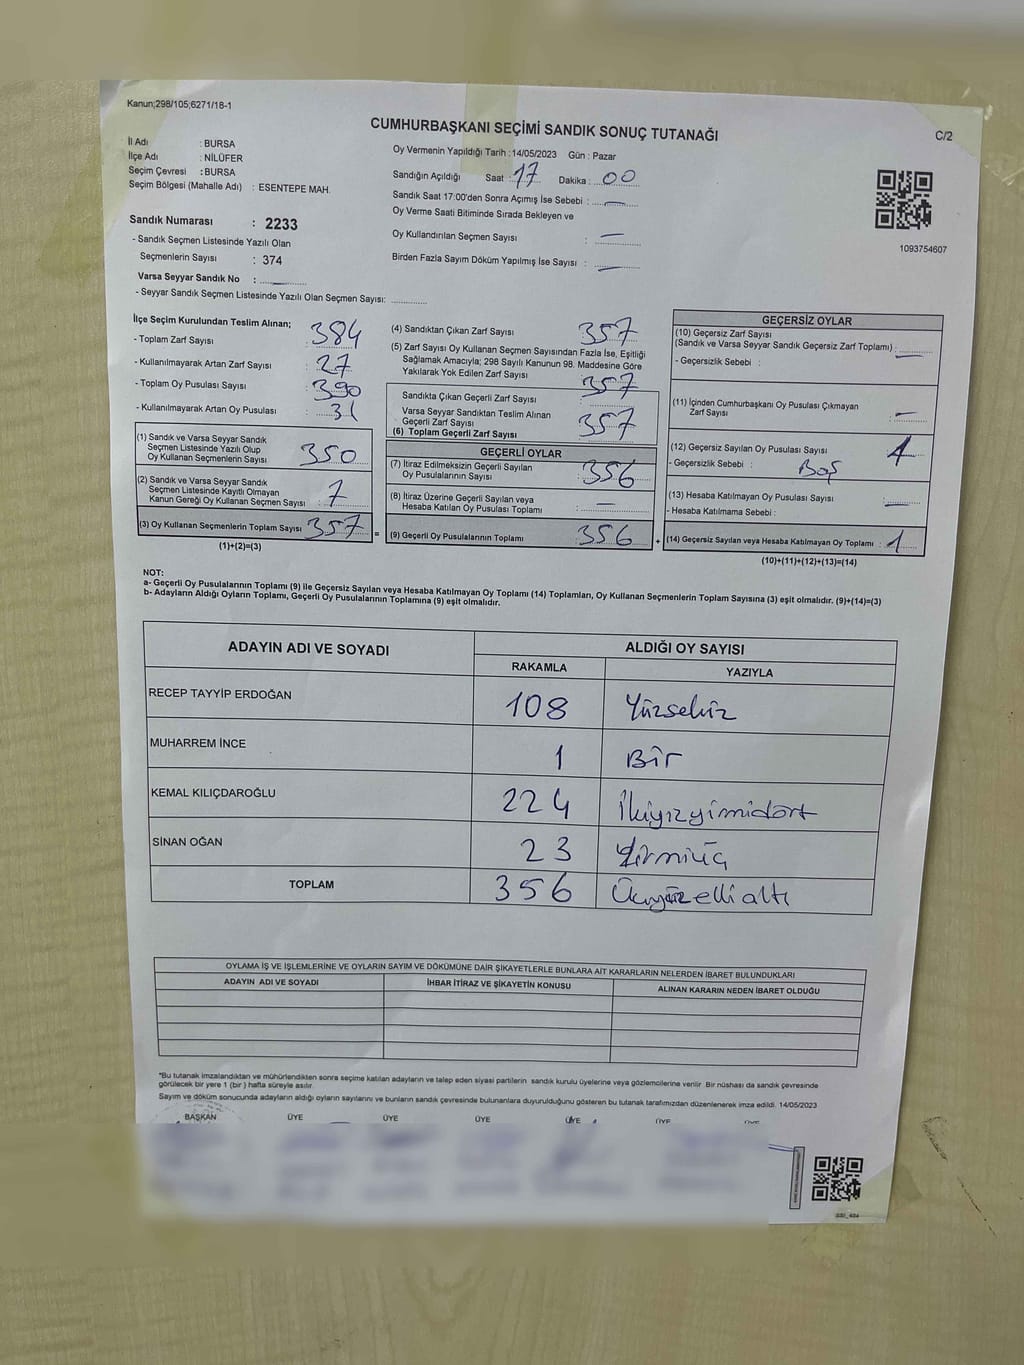 Kanun;298/105;6271/18-1
CUMHURBAŞKANI SEÇİMİ SANDIK SONUÇ TUTANAĞI
C/2
İl Adı : BURSA
İlçe Adı : NİLÜFER
Seçim Çevresi : BURSA
Seçim Bölgesi (Mahalle Adı) : ESENTEPE MAH.
Sandık Numarası : 2233
- Sandık Seçmen Listesinde Yazılı Olan
Seçmenlerin Sayısı : 374
Varsa Seyyar Sandık No :
- Seyyar Sandık Seçmen Listesinde Yazılı Olan Seçmen Sayısı:
Oy Vermenin Yapıldığı Tarih :14/05/2023 Gün : Pazar
Sandığın Açıldığı Saat : 17 Dakika : 00
Sandık Saat 17:00'den Sonra Açımış İse Sebebi : —
Oy Verme Saati Bitiminde Sırada Bekleyen ve
Oy Kullandırılan Seçmen Sayısı : —
Birden Fazla Sayım Döküm Yapılmış İse Sayısı : —
1093754607
İlçe Seçim Kurulundan Teslim Alınan;
- Toplam Zarf Sayısı : 384
- Kullanılmayarak Artan Zarf Sayısı : 27
- Toplam Oy Pusulası Sayısı : 390
- Kullanılmayarak Artan Oy Pusulası : 31
(1) Sandık ve Varsa Seyyar Sandık
Seçmen Listesinde Yazılı Olup
Oy Kullanan Seçmenlerin Sayısı : 350
(2) Sandık ve Varsa Seyyar Sandık
Seçmen Listesinde Kayıtlı Olmayan
Kanun Gereği Oy Kullanan Seçmen Sayısı : 7
(3) Oy Kullanan Seçmenlerin Toplam Sayısı : 357
(1)+(2)=(3)
(4) Sandıktan Çıkan Zarf Sayısı : 357
(5) Zarf Sayısı Oy Kullanan Seçmen Sayısından Fazla İse, Eşitliği
Sağlamak Amacıyla; 298 Sayılı Kanunun 98. Maddesine Göre
Yakılarak Yok Edilen Zarf Sayısı :
Sandıkta Çıkan Geçerli Zarf Sayısı : 357
Varsa Seyyar Sandıktan Teslim Alınan
Geçerli Zarf Sayısı :
(6) Toplam Geçerli Zarf Sayısı : 357
GEÇERLİ OYLAR
(7) İtiraz Edilmeksizin Geçerli Sayılan
Oy Pusulalarının Sayısı : 356
(8) İtiraz Üzerine Geçerli Sayılan veya
Hesaba Katılan Oy Pusulası Toplamı : —
= (9) Geçerli Oy Pusulalarının Toplamı : 356
GEÇERSİZ OYLAR
(10) Geçersiz Zarf Sayısı
(Sandık ve Varsa Seyyar Sandık Geçersiz Zarf Toplamı) : —
- Geçersizlik Sebebi :
(11) İçinden Cumhurbaşkanı Oy Pusulası Çıkmayan
Zarf Sayısı : —
(12) Geçersiz Sayılan Oy Pusulası Sayısı : 1
- Geçersizlik Sebebi : Boş
(13) Hesaba Katılmayan Oy Pusulası Sayısı : —
- Hesaba Katılmama Sebebi :
+ (14) Geçersiz Sayılan veya Hesaba Katılmayan Oy Toplamı : 1
(10)+(11)+(12)+(13)=(14)
NOT:
a- Geçerli Oy Pusulalarının Toplamı (9) ile Geçersiz Sayılan veya Hesaba Katılmayan Oy Toplamı (14) Toplamları, Oy Kullanan Seçmenlerin Toplam Sayısına (3) eşit olmalıdır. (9)+(14)=(3)
b- Adayların Aldığı Oyların Toplamı, Geçerli Oy Pusulalarının Toplamına (9) eşit olmalıdır.
ADAYIN ADI VE SOYADI ALDIĞI OY SAYISI
RAKAMLA YAZIYLA
RECEP TAYYİP ERDOĞAN 108 Yüzsekiz
MUHARREM İNCE 1 Bir
KEMAL KILIÇDAROĞLU 224 İkiyüzyirmidört
SİNAN OĞAN 23 Yirmiüç
TOPLAM 356 Üçyüzellialtı
OYLAMA İŞ VE İŞLEMLERİNE VE OYLARIN SAYIM VE DÖKÜMÜNE DAİR ŞİKAYETLERLE BUNLARA AİT KARARLARIN NELERDEN İBARET BULUNDUKLARI
ADAYIN ADI VE SOYADI İHBAR İTİRAZ VE ŞİKAYETİN KONUSU ALINAN KARARIN NEDEN İBARET OLDUĞU
*Bu tutanak imzalandıktan ve mühürlendikten sonra seçime katılan adayların ve talep eden siyasi partilerin sandık kurulu üyelerine veya gözlemcilerine verilir. Bir nüshası da sandık çevresinde
görülecek bir yere 1 (bir) hafta süreyle asılır.
Sayım ve döküm sonucunda adayların aldığı oyların sayılarını ve bunların sandık çevresinde bulunanlara duyurulduğunu gösteren bu tutanak tarafımızdan düzenlenerek imza edildi. 14/05/2023
BAŞKAN ÜYE ÜYE ÜYE ÜYE ÜYE ÜYE